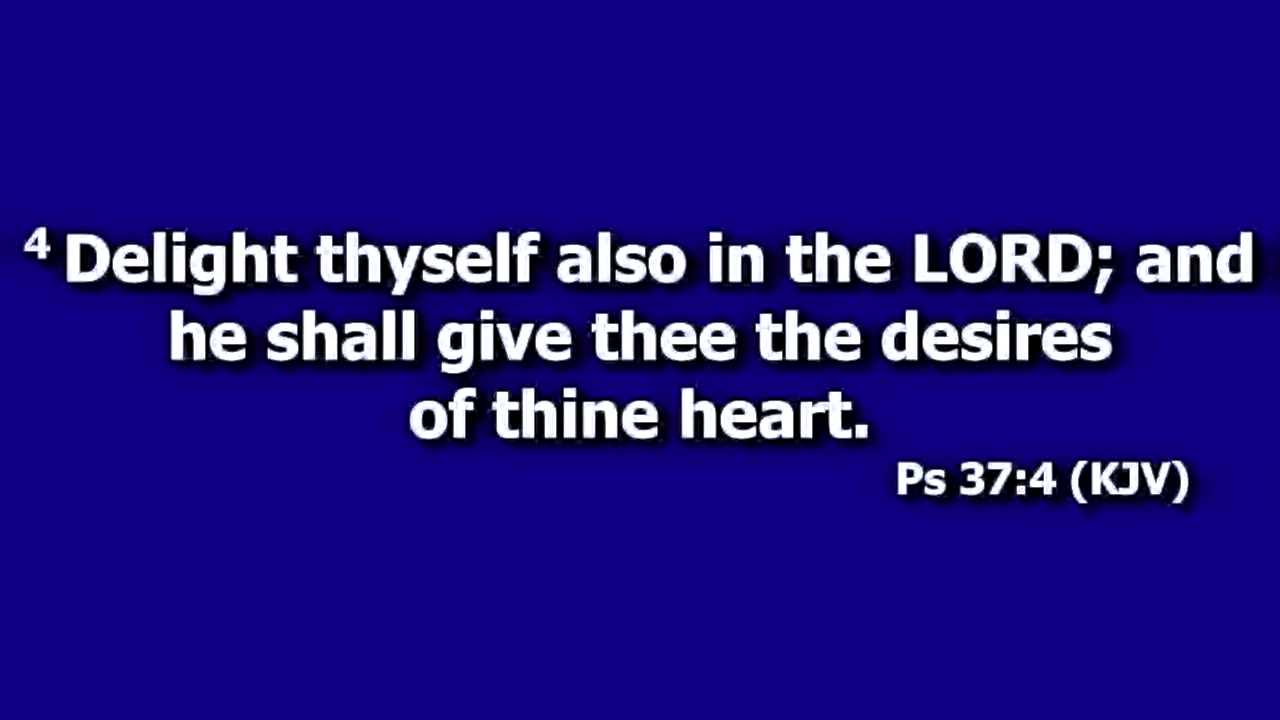 4 Delight thyself also in the LORD; and
he shall give thee the desires
of thine heart.
Ps 37:4 (KJV)